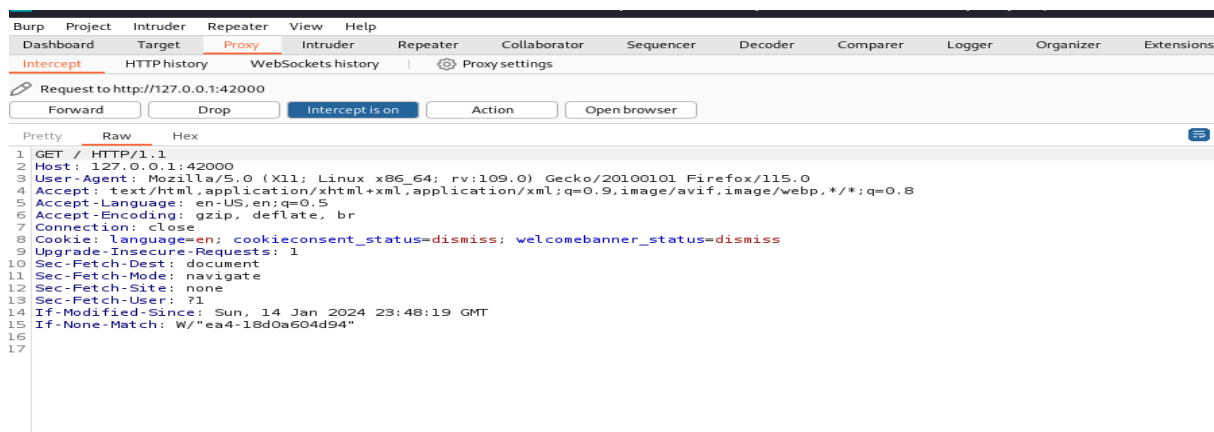 Burp Project Intruder Repeater View Help
Dashboard Target Proxy Intruder Repeater Collaborator Sequencer Decoder Comparer Logger Organizer Extensions
Intercept HTTP history WebSockets history Proxy settings
Request to http://127.0.0.1:42000
Forward Drop Intercept is on Action Open browser
Pretty Raw Hex
1 GET / HTTP/1.1
2 Host: 127.0.0.1:42000
3 User-Agent: Mozilla/5.0 (X11; Linux x86_64; rv:109.0) Gecko/20100101 Firefox/115.0
4 Accept: text/html,application/xhtml+xml,application/xml;q=0.9,image/avif,image/webp,*/*;q=0.8
5 Accept-Language: en-US,en;q=0.5
6 Accept-Encoding: gzip, deflate, br
7 Connection: close
8 Cookie: language=en; cookieconsent_status=dismiss; welcomebanner_status=dismiss
9 Upgrade-Insecure-Requests: 1
10 Sec-Fetch-Dest: document
11 Sec-Fetch-Mode: navigate
12 Sec-Fetch-Site: none
13 Sec-Fetch-User: ?1
14 If-Modified-Since: Sun, 14 Jan 2024 23:48:19 GMT
15 If-None-Match: W/"ea4-18d0a604d94"
16
17